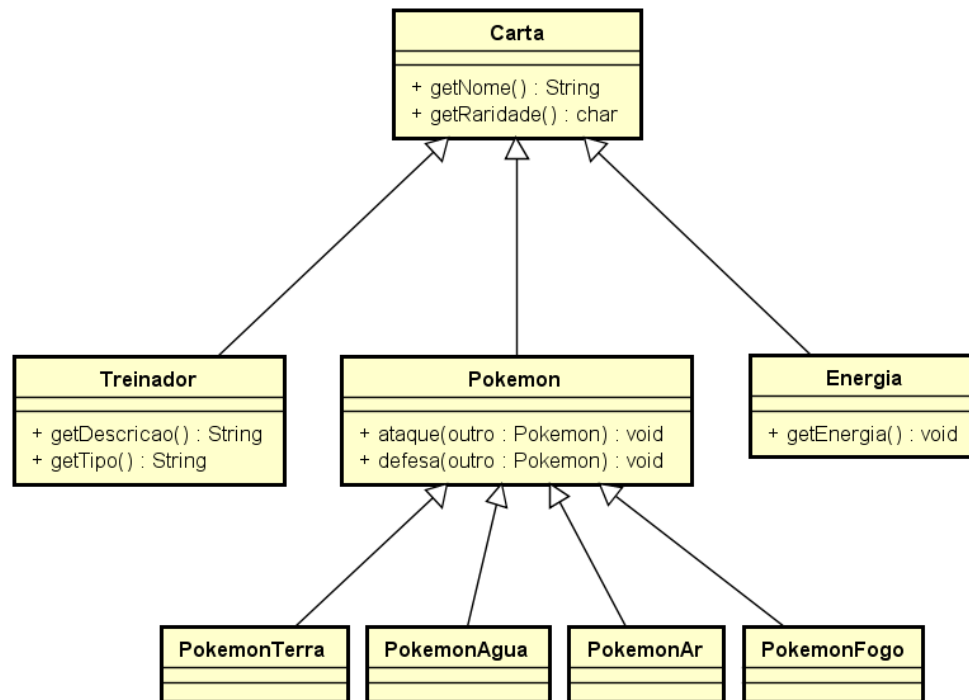 Carta
+ getNome() : String
+ getRaridade() : char
Treinador
+ getDescricao() : String
+ getTipo() : String
Pokemon
+ ataque(outro : Pokemon) : void
+ defesa(outro : Pokemon) : void
Energia
+ getEnergia() : void
PokemonTerra
PokemonAgua
PokemonAr
PokemonFogo